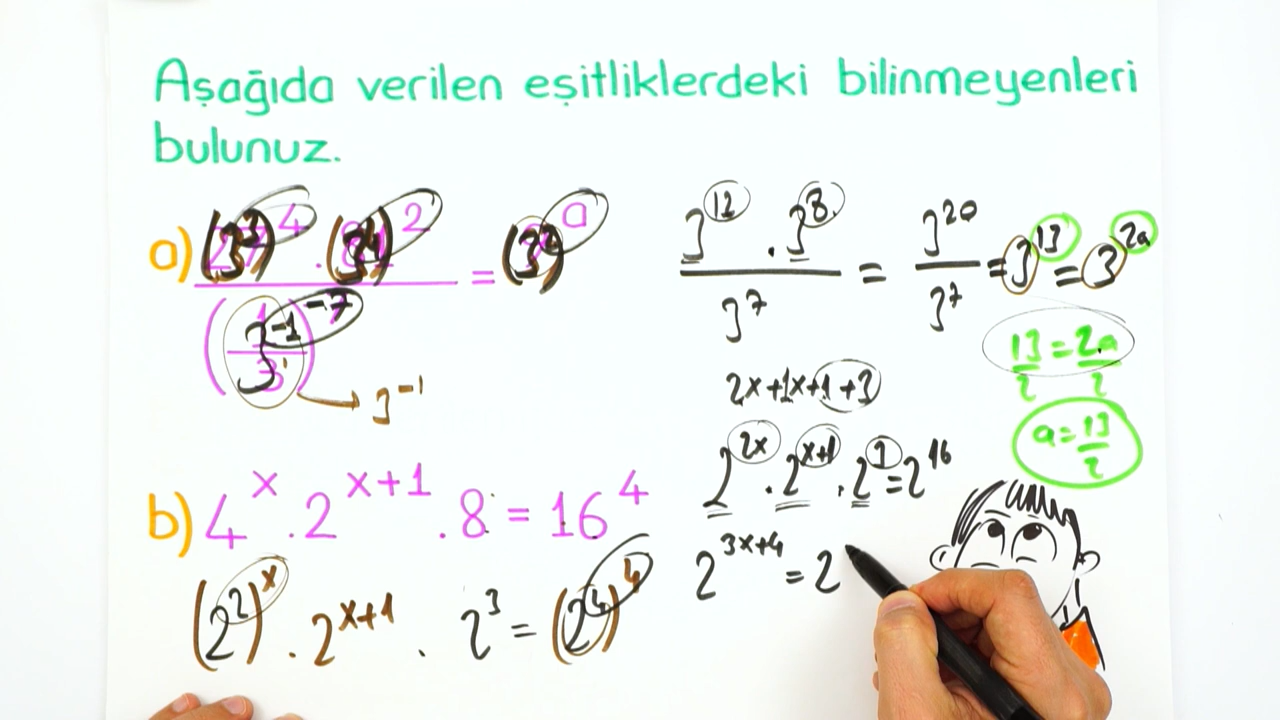 Aşağıda verilen eşitliklerdeki bilinmeyenleri
bulunuz.
a) (3³)⁴ . (3⁴)² / (3⁻¹)⁻⁷ = (3²)ᵃ
→ 3⁻¹
3¹² . 3⁸ / 3⁷ = 3²⁰ / 3⁷ = 3¹³ = 3²ᵃ
13/2 = 2a/2
a = 13/2
b) 4ˣ . 2ˣ⁺¹ . 8 = 16⁴
(2²)ˣ . 2ˣ⁺¹ . 2³ = (2⁴)⁴
2x+1x+1+3
2²ˣ . 2ˣ⁺¹ . 2³ = 2¹⁶
2³ˣ⁺⁴ = 2